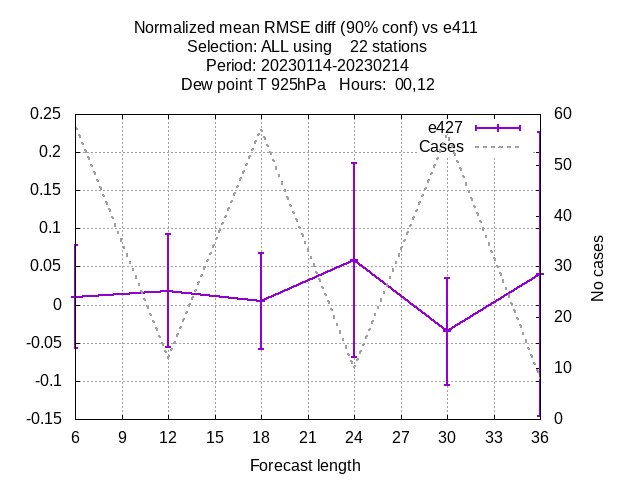 Normalized mean RMSE diff (90% conf) vs e411
Selection: ALL using    22 stations
Period: 20230114-20230214
Dew point T 925hPa   Hours:  00,12
0.25
0.2
0.15
0.1
0.05
0
-0.05
-0.1
-0.15
60
50
40
30
20
10
0
e427
Cases
No cases
6 9 12 15 18 21 24 27 30 33 36
Forecast length